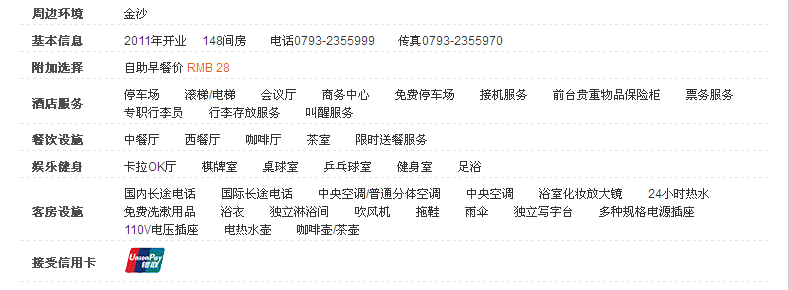 周边环境 金沙
基本信息 2011年开业 148间房 电话0793-2355999 传真0793-2355970
附加选择 自助早餐价 RMB 28
酒店服务 停车场 滚梯/电梯 会议厅 商务中心 免费停车场 接机服务 前台贵重物品保险柜 票务服务
专职行李员 行李存放服务 叫醒服务
餐饮设施 中餐厅 西餐厅 咖啡厅 茶室 限时送餐服务
娱乐健身 卡拉OK厅 棋牌室 桌球室 乒乓球室 健身室 足浴
客房设施 国内长途电话 国际长途电话 中央空调/普通分体空调 中央空调 浴室化妆放大镜 24小时热水
免费洗漱用品 浴衣 独立淋浴间 吹风机 拖鞋 雨伞 独立写字台 多种规格电源插座
110V电压插座 电热水壶 咖啡壶/茶壶
接受信用卡 UnionPay 银联